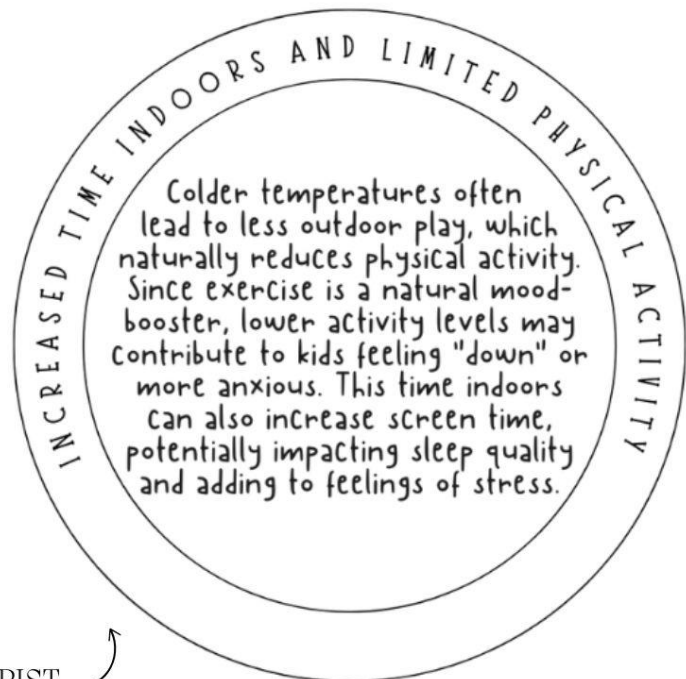 INCREASED TIME INDOORS AND LIMITED PHYSICAL ACTIVITY
Colder temperatures often
lead to less outdoor play, which
naturally reduces physical activity.
Since exercise is a natural mood-
booster, lower activity levels may
contribute to kids feeling "down" or
more anxious. This time indoors
can also increase screen time,
potentially impacting sleep quality
and adding to feelings of stress.